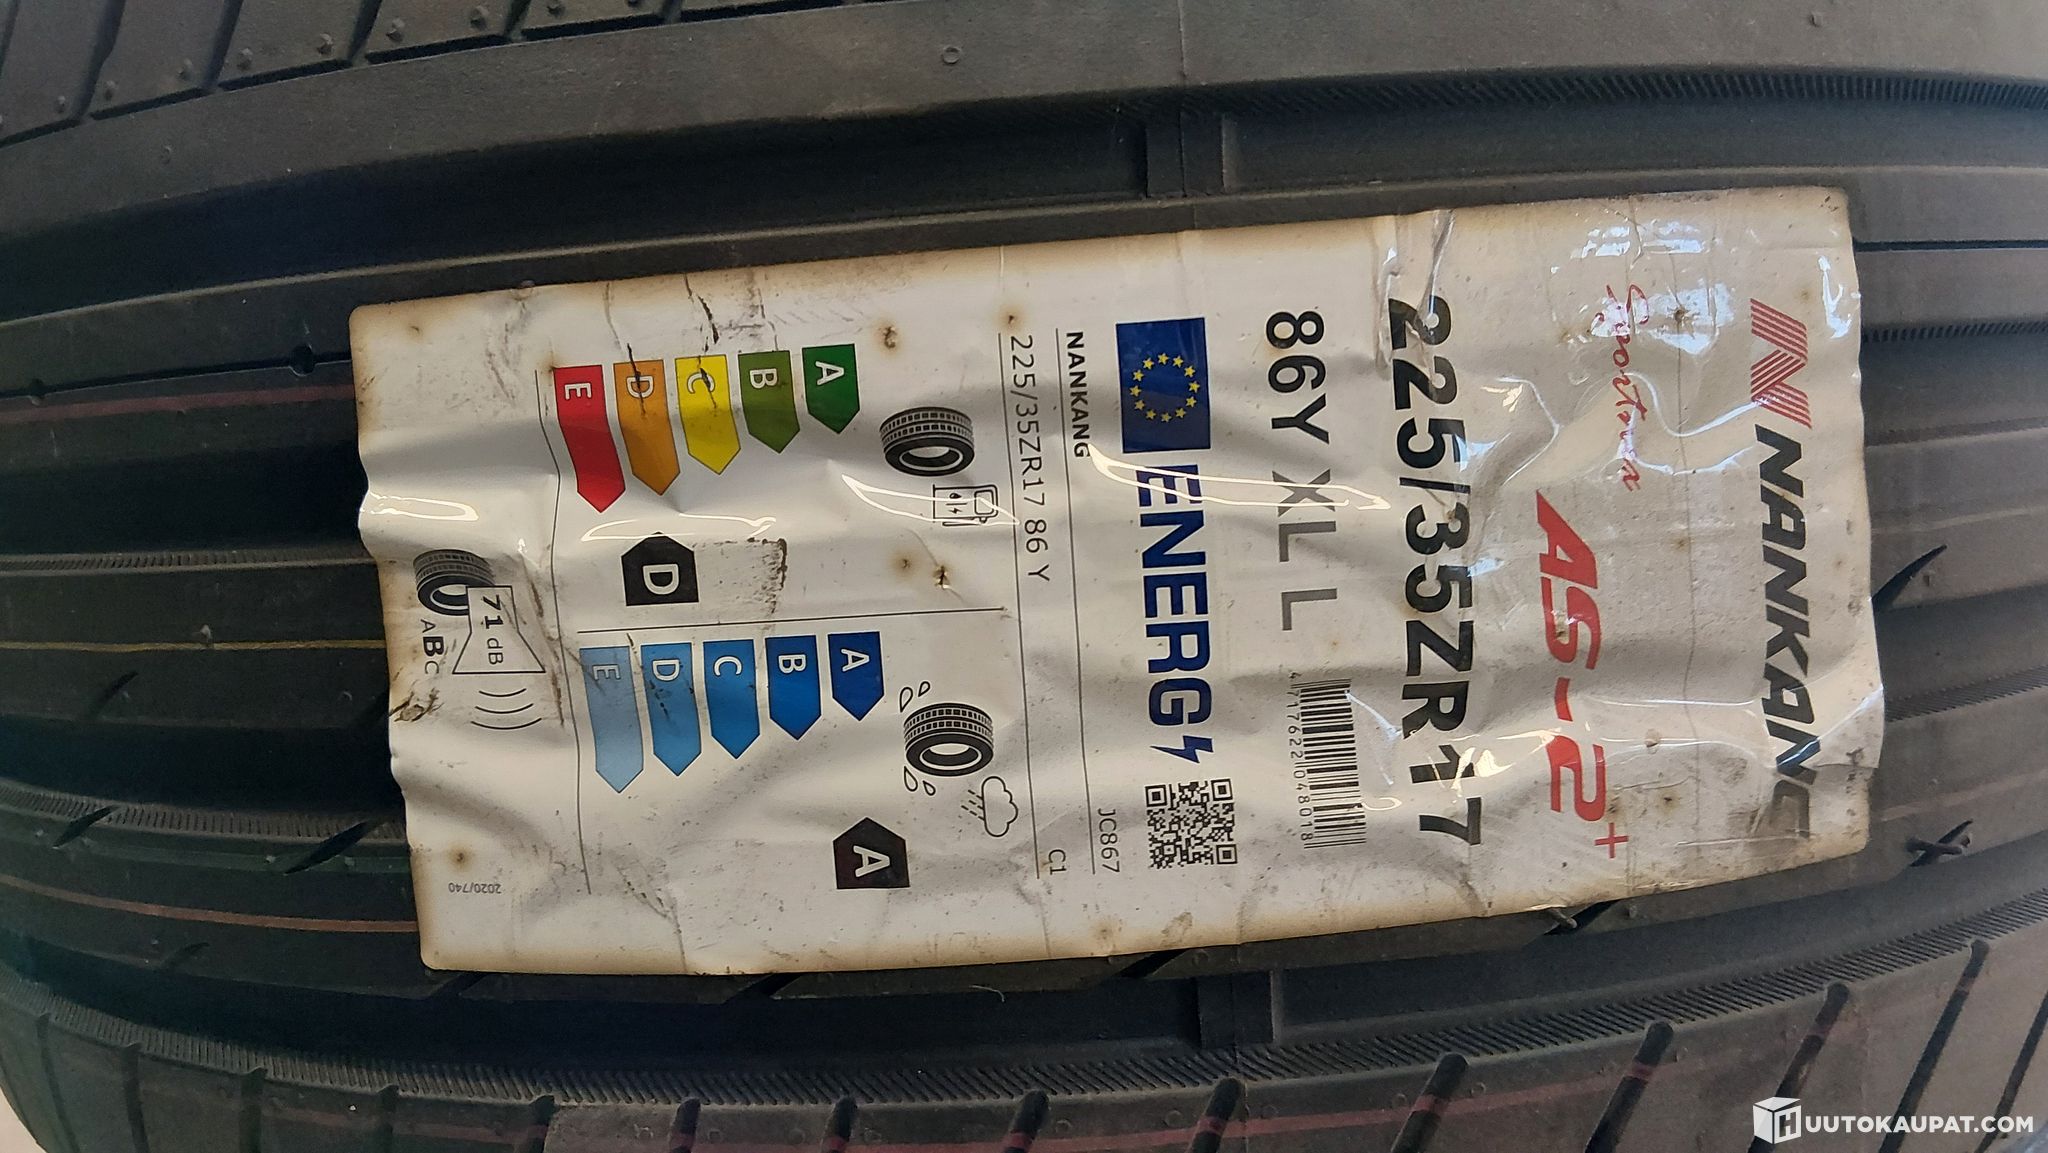 NANKANG
Sportnex
AS-2+
225/35ZR17
86Y XL L
4717622048018
ENERG
NANKANG
JC867
225/35ZR17 86 Y
C1
A
B
C
D
E
D
A
B
C
D
E
A
71 dB
ABC
2020/740
HUUTOKAUPAT.COM